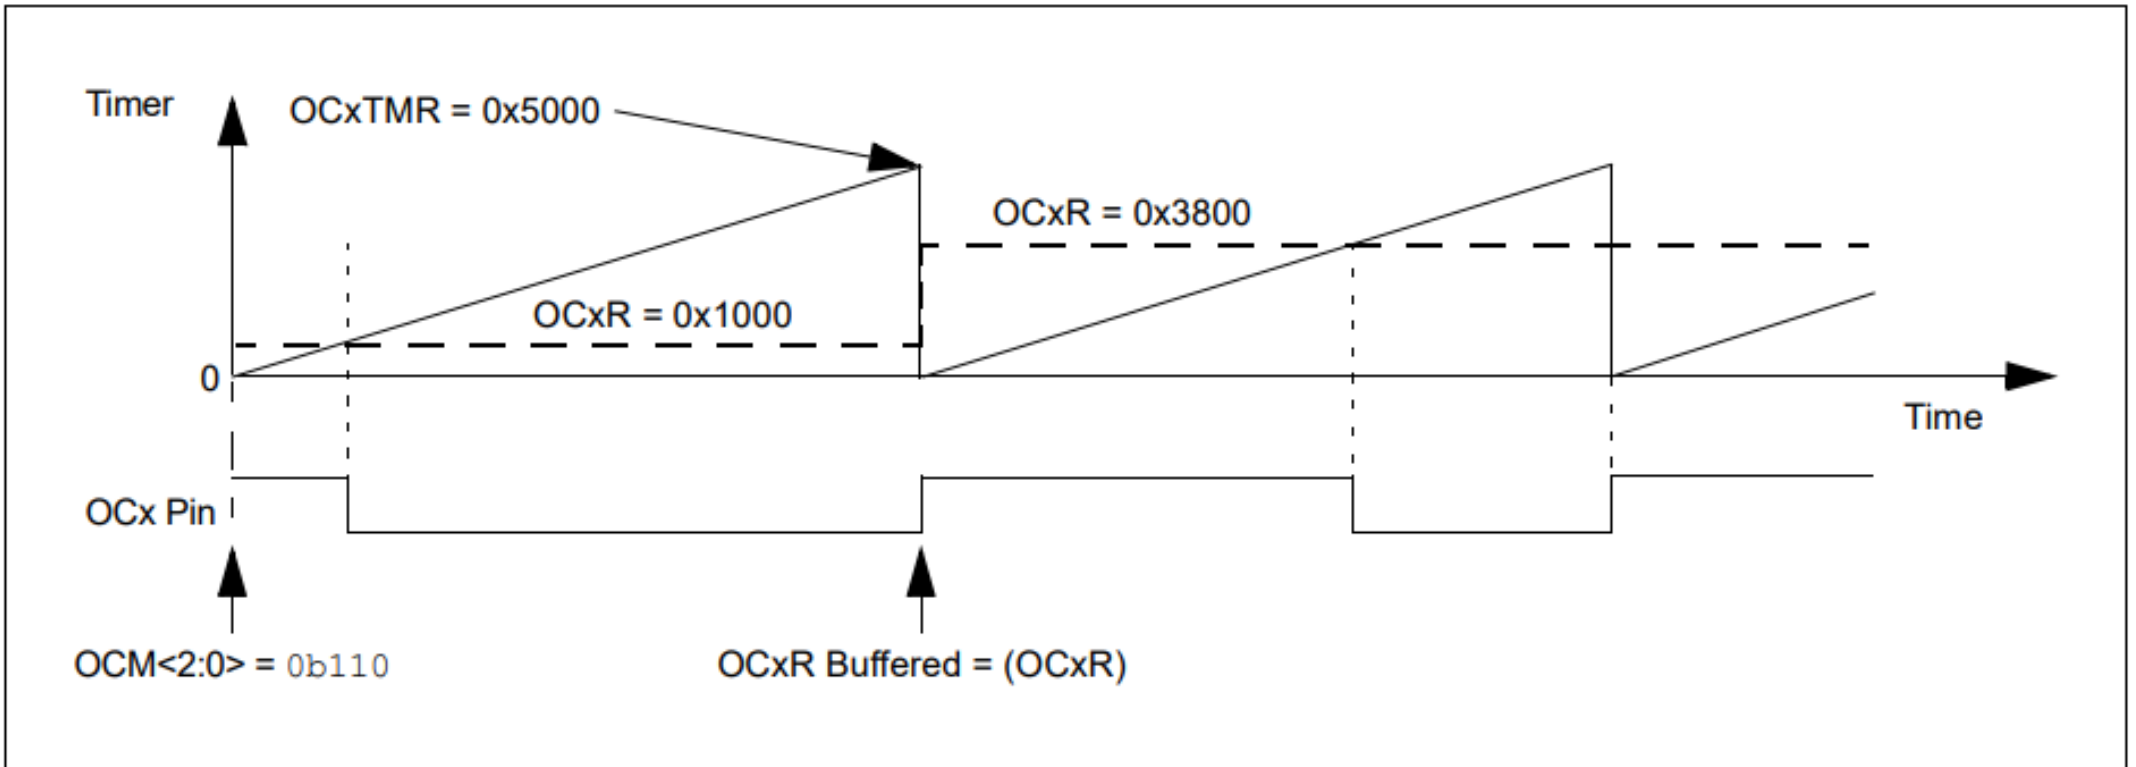 Timer
OCxTMR = 0x5000
OCxR = 0x3800
OCxR = 0x1000
0
Time
OCx Pin
OCM<2:0> = 0b110
OCxR Buffered = (OCxR)